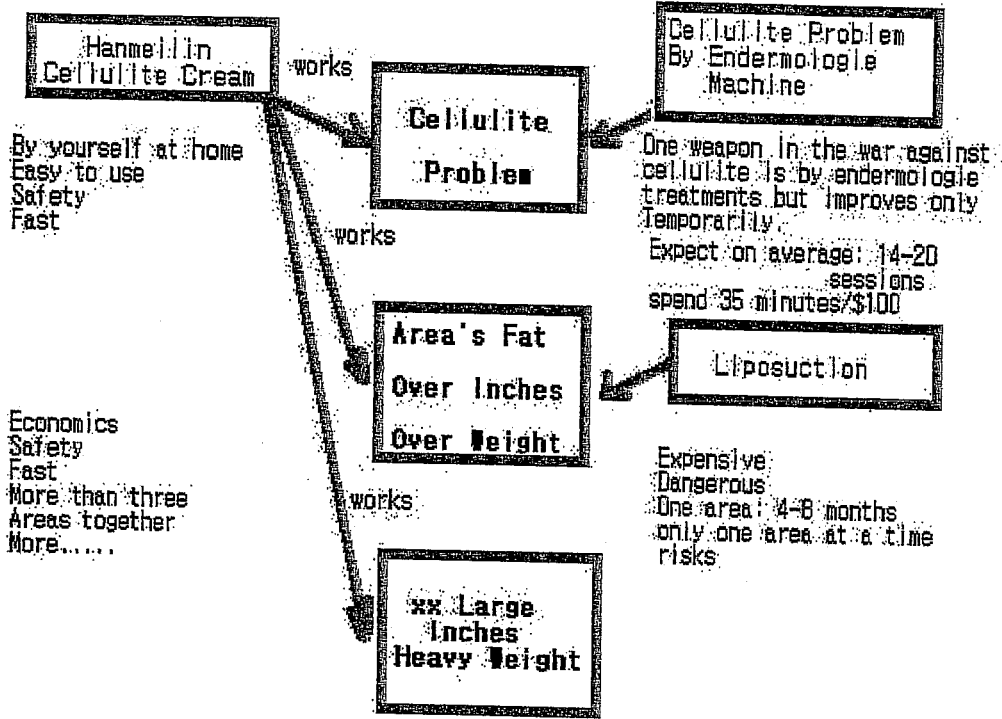 Hanmellin
Cellulite Cream
works
Cellulite
Problem
Cellulite Problem
By Endermologie
Machine
By yourself at home
Easy to use
Safety
Fast
One weapon in the war against
cellulite is by endermologie
treatments but improves only
Temporarily.
Expect on average: 14-20
sessions
spend 35 minutes/$100
works
Area's Fat
Over Inches
Over Weight
Liposuction
Economics
Safety
Fast
More than three
Areas together
More.....
works
Expensive
Dangerous
One area: 4-8 months
only one area at a time
risks
xx Large
Inches
Heavy Weight